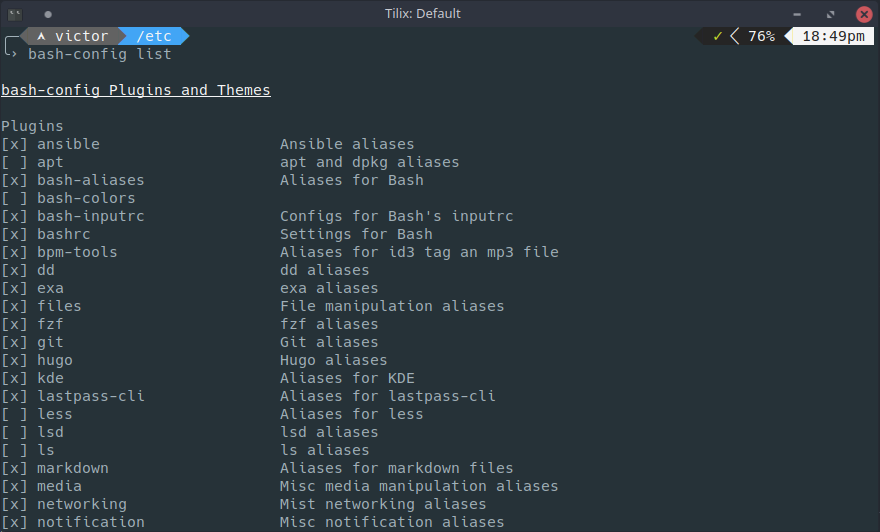 Tilix: Default
victor /etc ✓ 76% 18:49pm
bash-config list
bash-config Plugins and Themes
Plugins
[x] ansible Ansible aliases
[ ] apt apt and dpkg aliases
[x] bash-aliases Aliases for Bash
[ ] bash-colors
[x] bash-inputrc Configs for Bash's inputrc
[x] bashrc Settings for Bash
[x] bpm-tools Aliases for id3 tag an mp3 file
[x] dd dd aliases
[x] exa exa aliases
[x] files File manipulation aliases
[x] fzf fzf aliases
[x] git Git aliases
[x] hugo Hugo aliases
[x] kde Aliases for KDE
[x] lastpass-cli Aliases for lastpass-cli
[ ] less Aliases for less
[ ] lsd lsd aliases
[ ] ls ls aliases
[x] markdown Aliases for markdown files
[x] media Misc media manipulation aliases
[x] networking Mist networking aliases
[x] notification Misc notification aliases